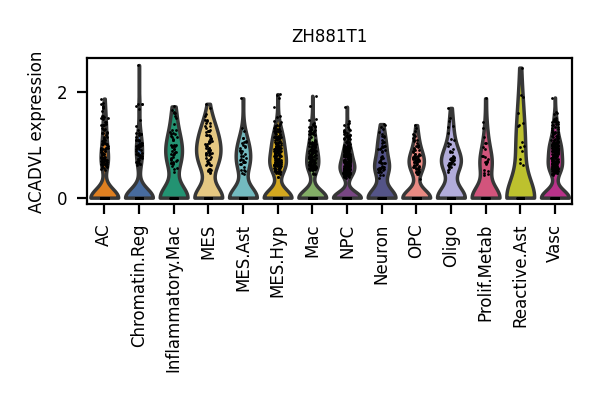 ZH881T1
ACADVL expression
2
0
AC
Chromatin.Reg
Inflammatory.Mac
MES
MES.Ast
MES.Hyp
Mac
NPC
Neuron
OPC
Oligo
Prolif.Metab
Reactive.Ast
Vasc